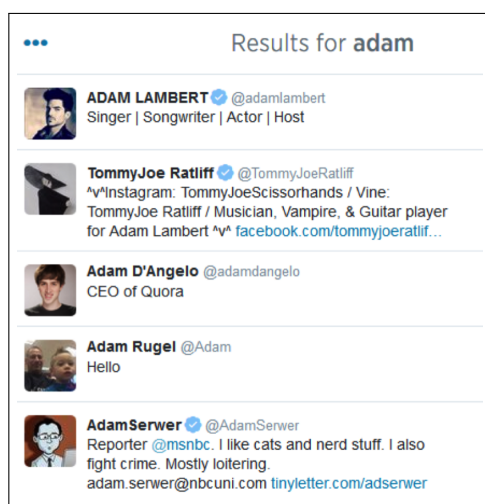 Results for adam
ADAM LAMBERT @adamlambert
Singer | Songwriter | Actor | Host
TommyJoe Ratliff @TommyJoeRatliff
^v^Instagram: TommyJoeScissorhands / Vine:
TommyJoe Ratliff / Musician, Vampire, & Guitar player
for Adam Lambert ^v^ facebook.com/tommyjoeratlif…
Adam D'Angelo @adamdangelo
CEO of Quora
Adam Rugel @Adam
Hello
AdamSerwer @AdamSerwer
Reporter @msnbc. I like cats and nerd stuff. I also
fight crime. Mostly loitering.
adam.serwer@nbcuni.com tinyletter.com/adserwer